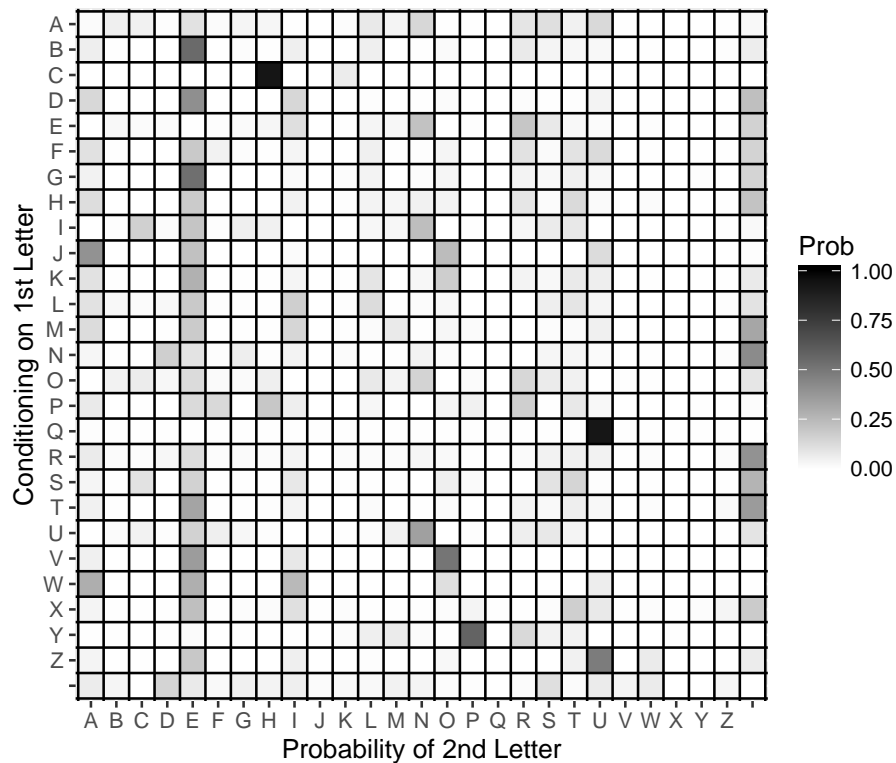 A
B
C
D
E
F
G
H
I
J
K
L
M
N
O
P
Q
R
S
T
U
V
W
X
Y
Z
Conditioning on 1st Letter
A B C D E F G H I J K L M N O P Q R S T U V W X Y Z
Probability of 2nd Letter
Prob
1.00
0.75
0.50
0.25
0.00